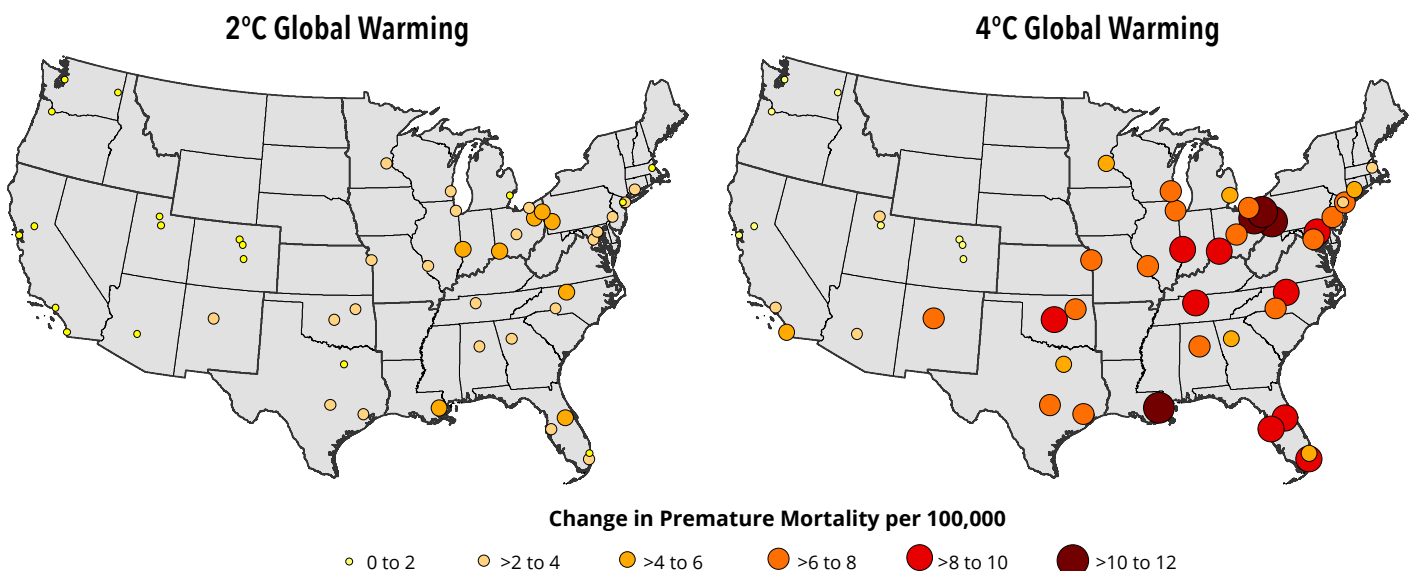 2°C Global Warming
4°C Global Warming
Change in Premature Mortality per 100,000
0 to 2 >2 to 4 >4 to 6 >6 to 8 >8 to 10 >10 to 12